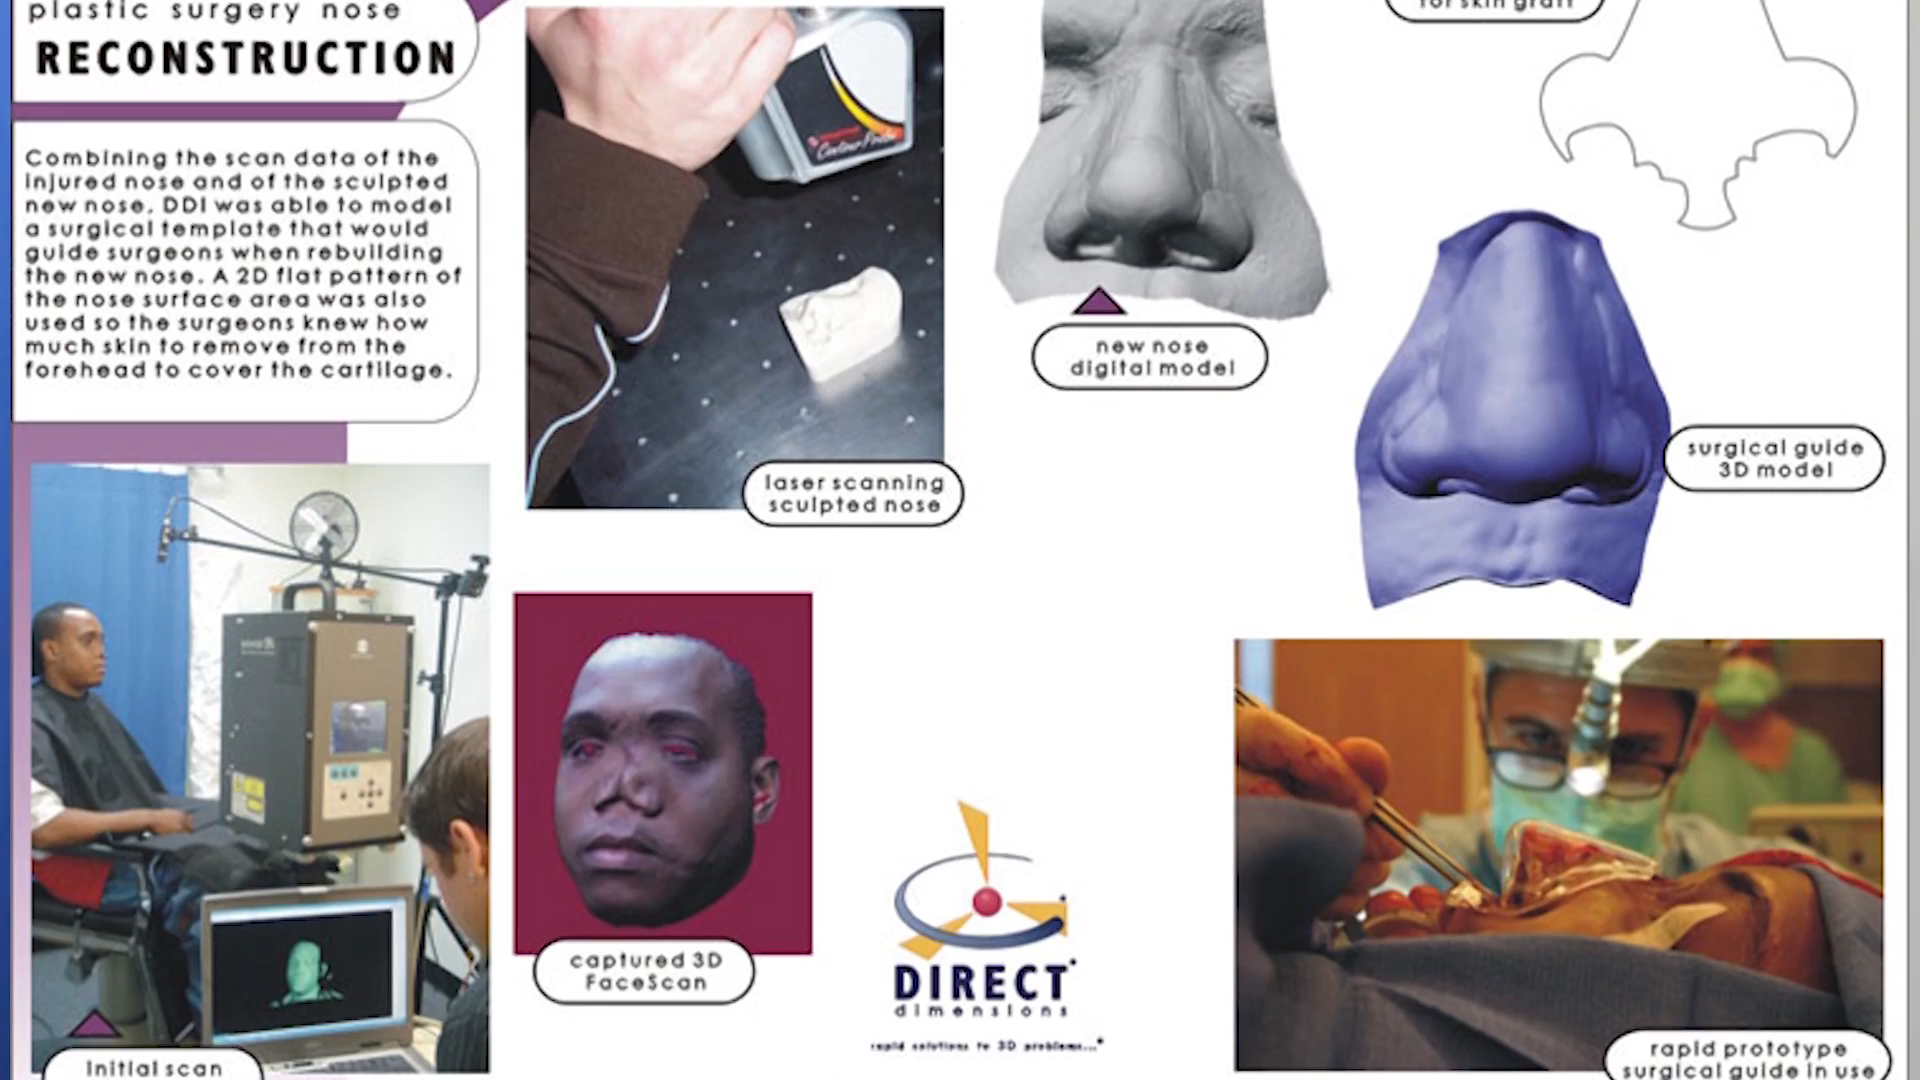 plastic surgery nose
RECONSTRUCTION
Combining the scan data of the
injured nose and of the sculpted
new nose, DDI was able to model
a surgical template that would
guide surgeons when rebuilding
the new nose. A 2D flat pattern of
the nose surface area was also
used so the surgeons knew how
much skin to remove from the
forehead to cover the cartilage.
for skin graft
new nose
digital model
surgical guide
3D model
laser scanning
sculpted nose
captured 3D
FaceScan
DIRECT
dimensions
rapid solutions to 3D problems...
Initial scan
rapid prototype
surgical guide in use